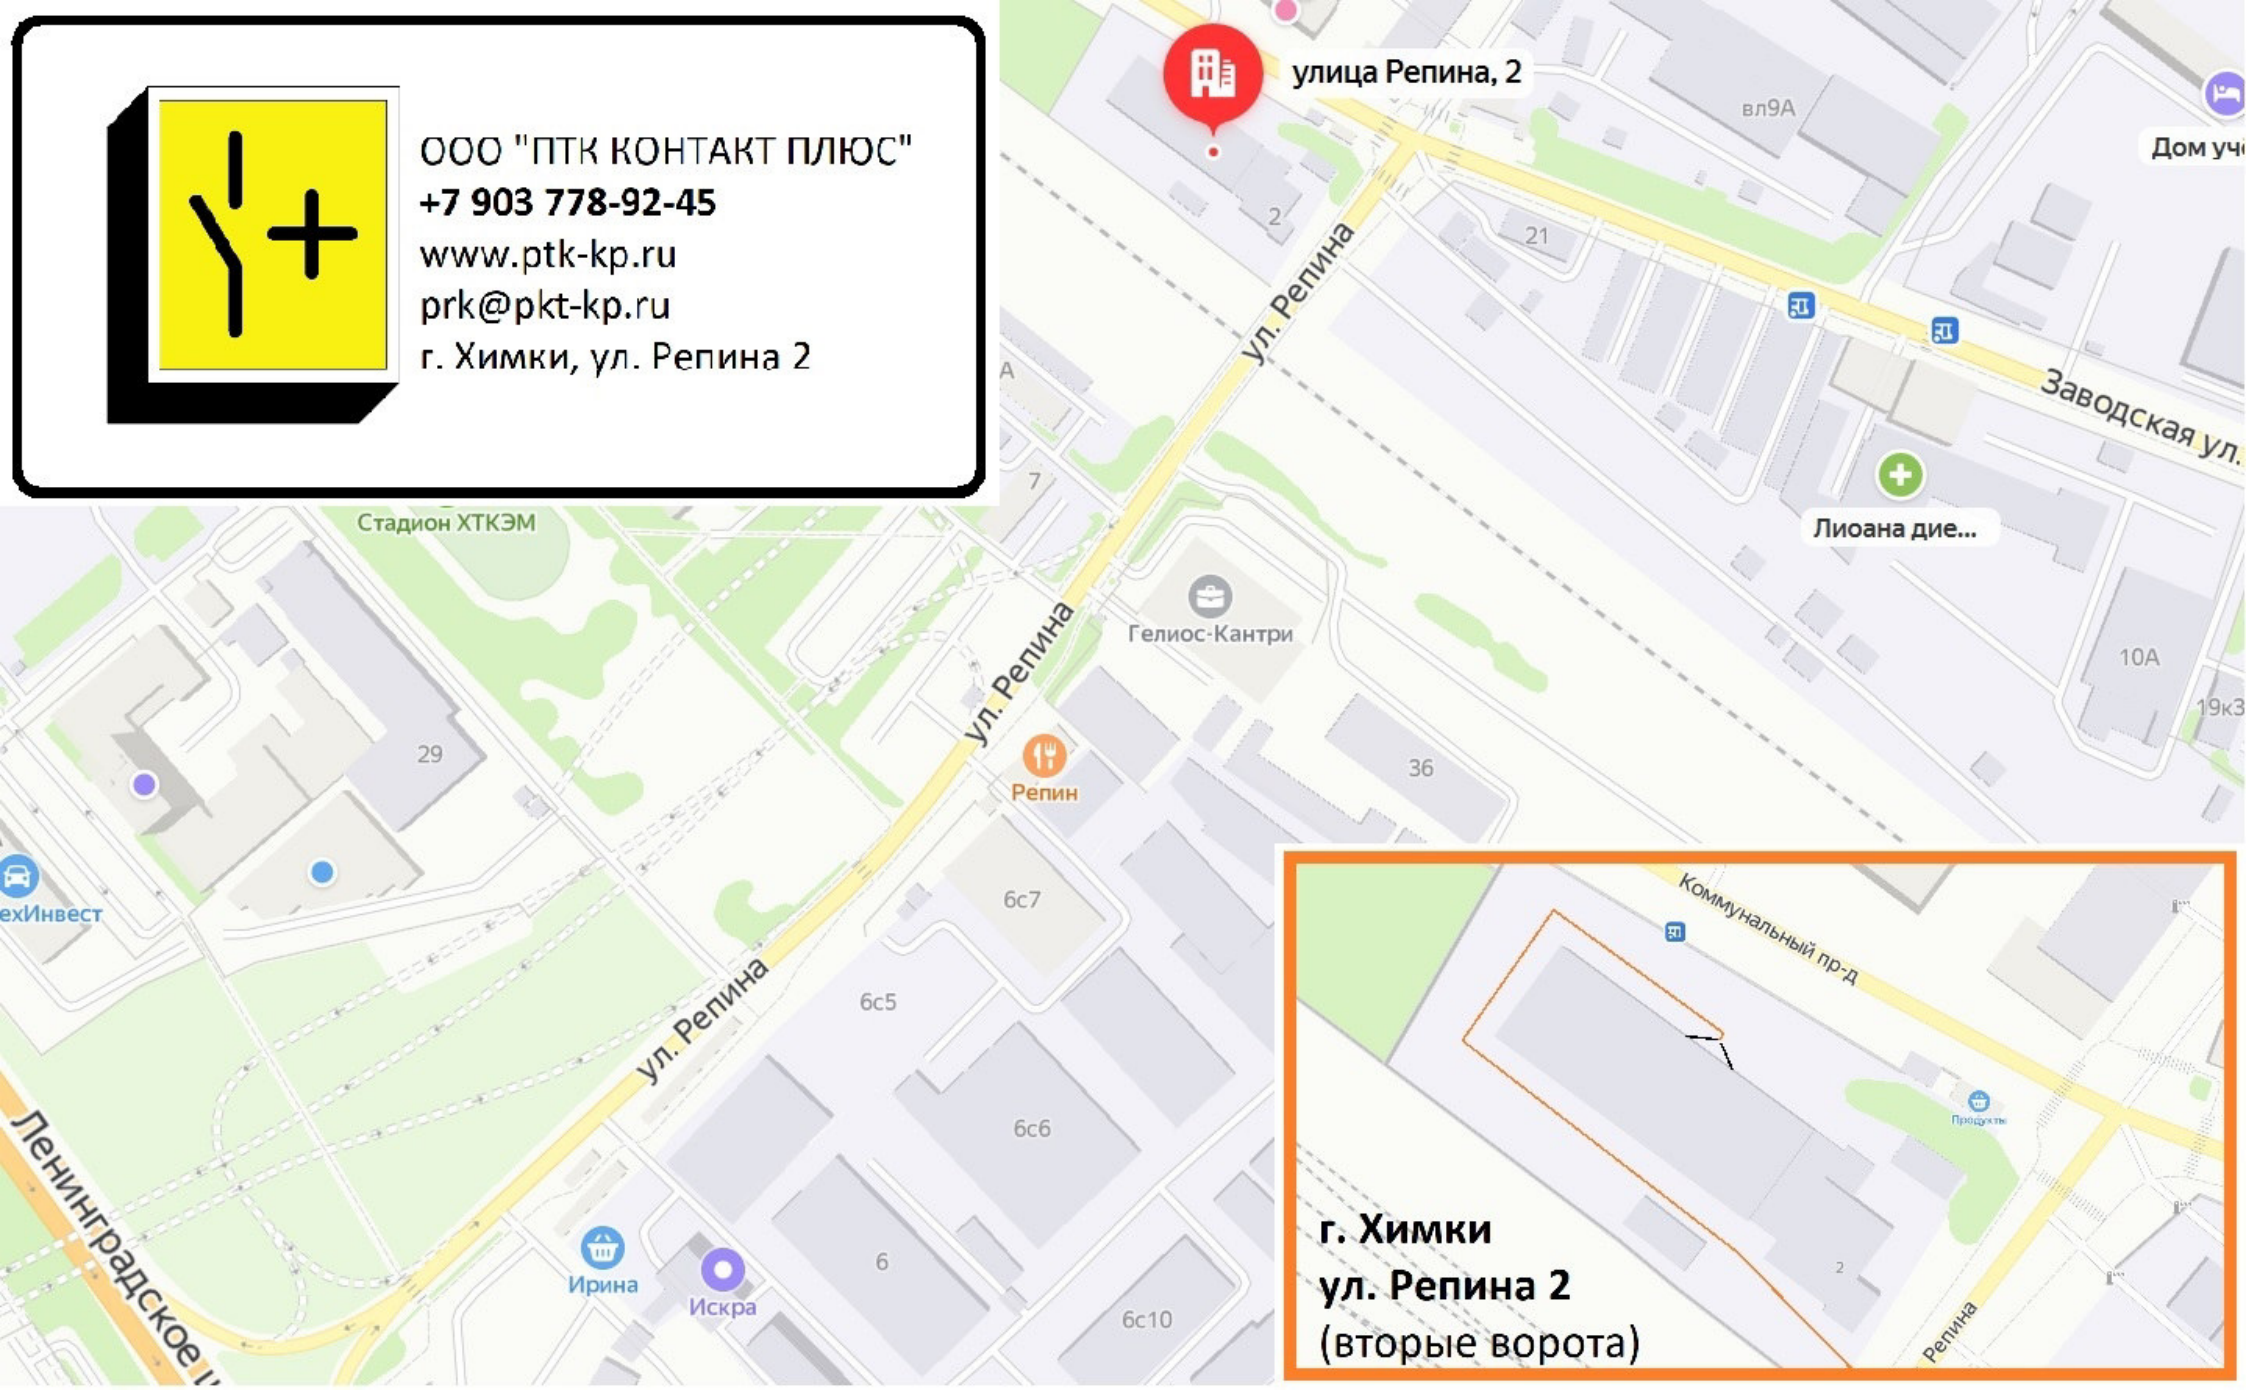 ООО "ПТК КОНТАКТ ПЛЮС"
+7 903 778-92-45
www.ptk-kp.ru
prk@pkt-kp.ru
г. Химки, ул. Репина 2
улица Репина, 2
вл9А
Дом учё
2
21
ул. Репина
Заводская ул.
А
7
Стадион ХТКЭМ
Лиоана дие...
Гелиос-Кантри
ул. Репина
10А
19к3
29
Репин
36
ехИнвест
6с7
6с5
ул. Репина
6с6
Ленинградское
Ирина
Искра
6
6с10
Коммунальный пр-д
Продукты
2
Репина
г. Химки
ул. Репина 2
(вторые ворота)